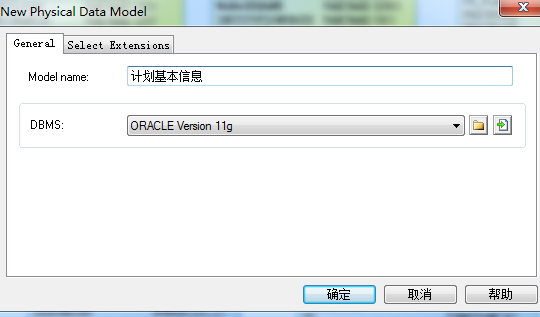 New Physical Data Model
General
Select Extensions
Model name:
计划基本信息
DBMS:
ORACLE Version 11g
确定
取消
帮助